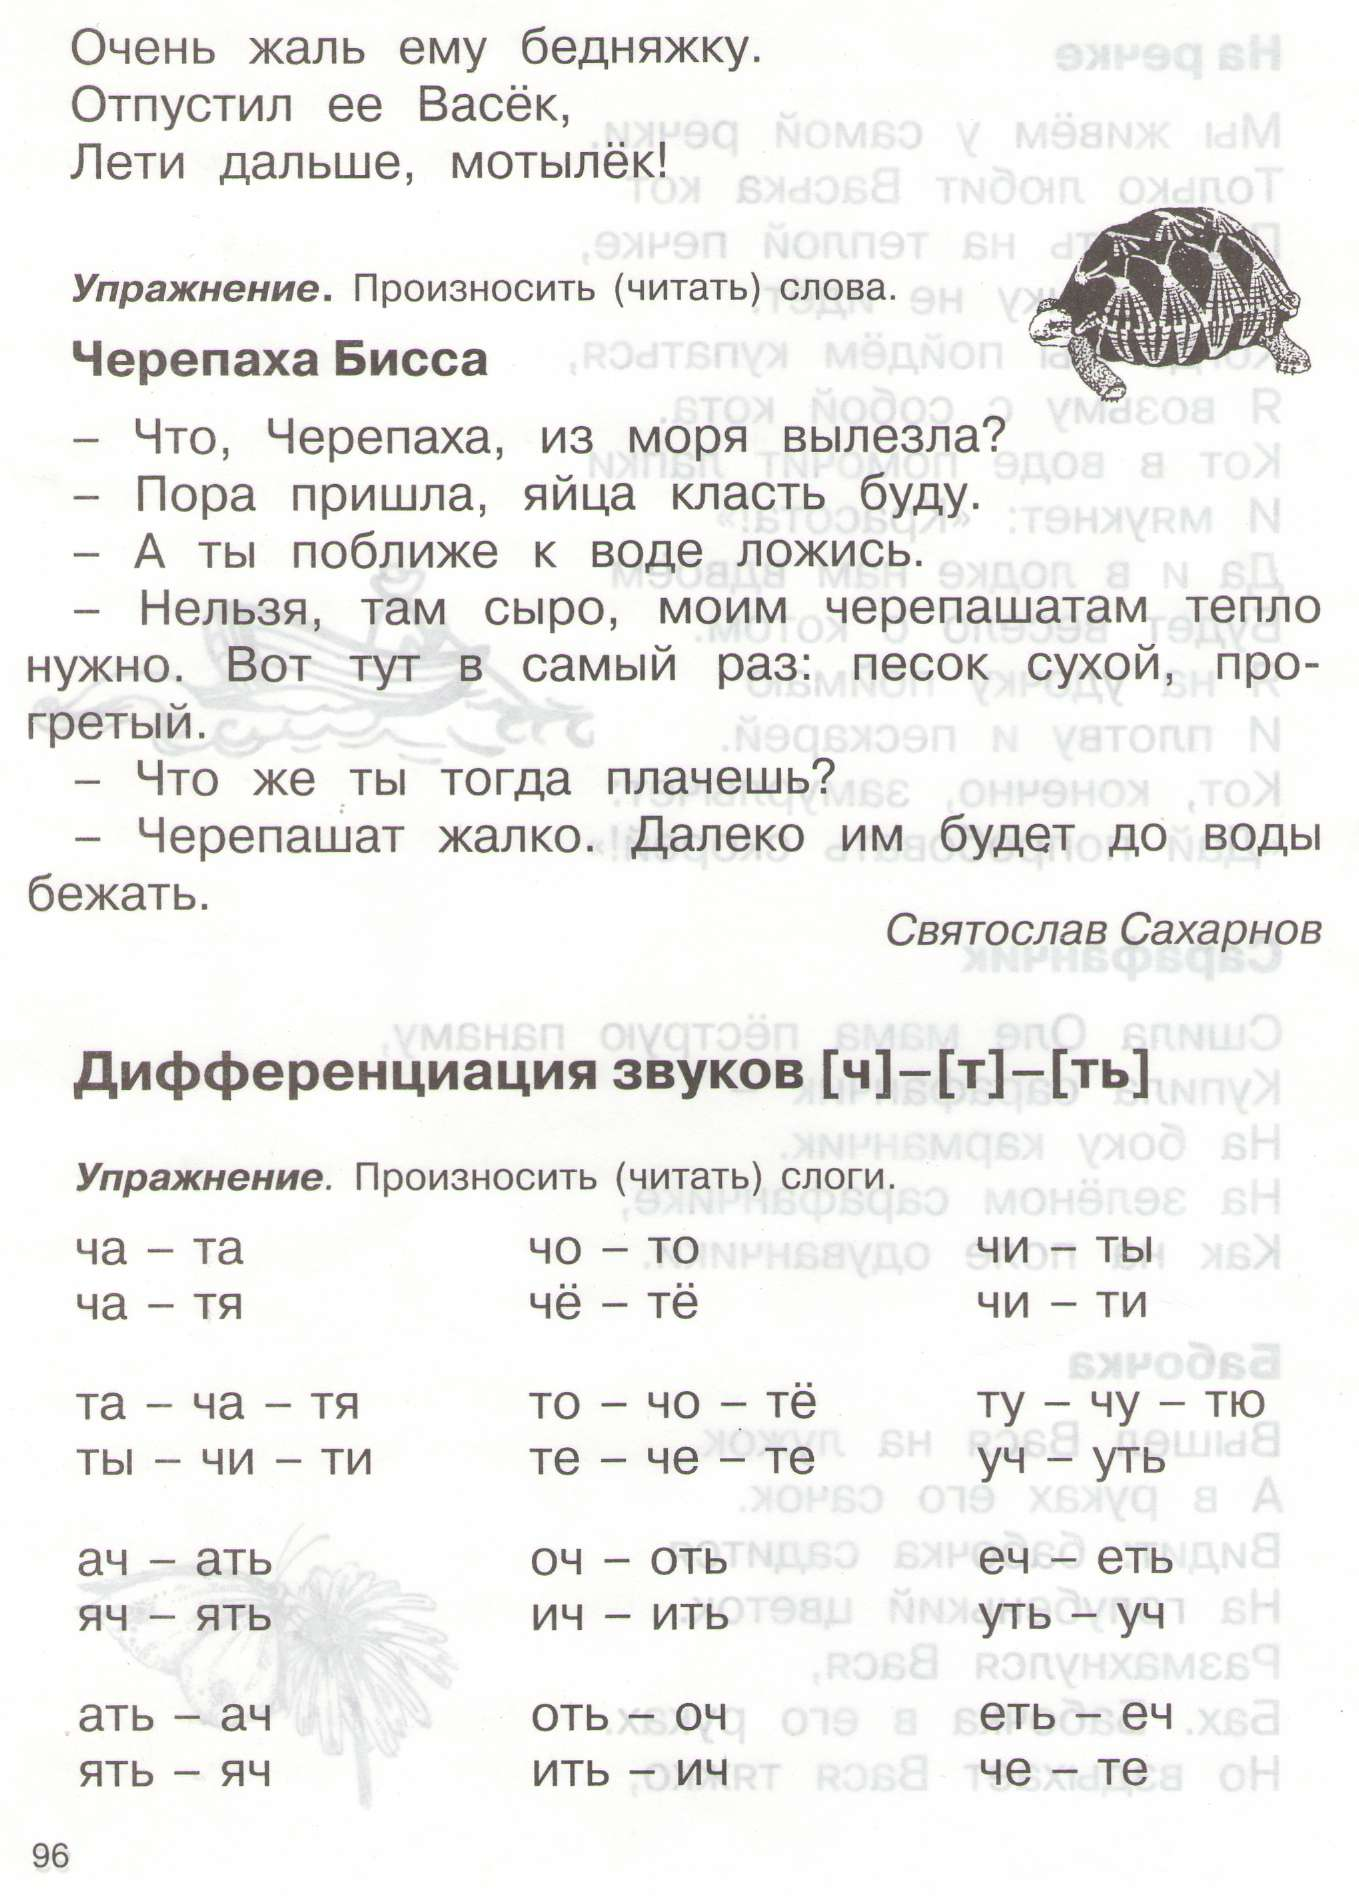 Очень жаль ему бедняжку.
Отпустил ее Васёк,
Лети дальше, мотылёк!
Упражнение. Произносить (читать) слова.
Черепаха Бисса
– Что, Черепаха, из моря вылезла?
– Пора пришла, яйца класть буду.
– А ты поближе к воде ложись.
– Нельзя, там сыро, моим черепашатам тепло
нужно. Вот тут в самый раз: песок сухой, про-
гретый.
– Что же ты тогда плачешь?
– Черепашат жалко. Далеко им будет до воды
бежать.
Святослав Сахарнов
Дифференциация звуков [ч]–[т]–[ть]
Упражнение. Произносить (читать) слоги.
ча – та чо – то чи – ты
ча – тя чё – тё чи – ти
та – ча – тя то – чо – тё ту – чу – тю
ты – чи – ти те – че – те уч – уть
ач – ать оч – оть еч – еть
яч – ять ич – ить уть – уч
ать – ач оть – оч еть – еч
ять – яч ить – ич че – те
96